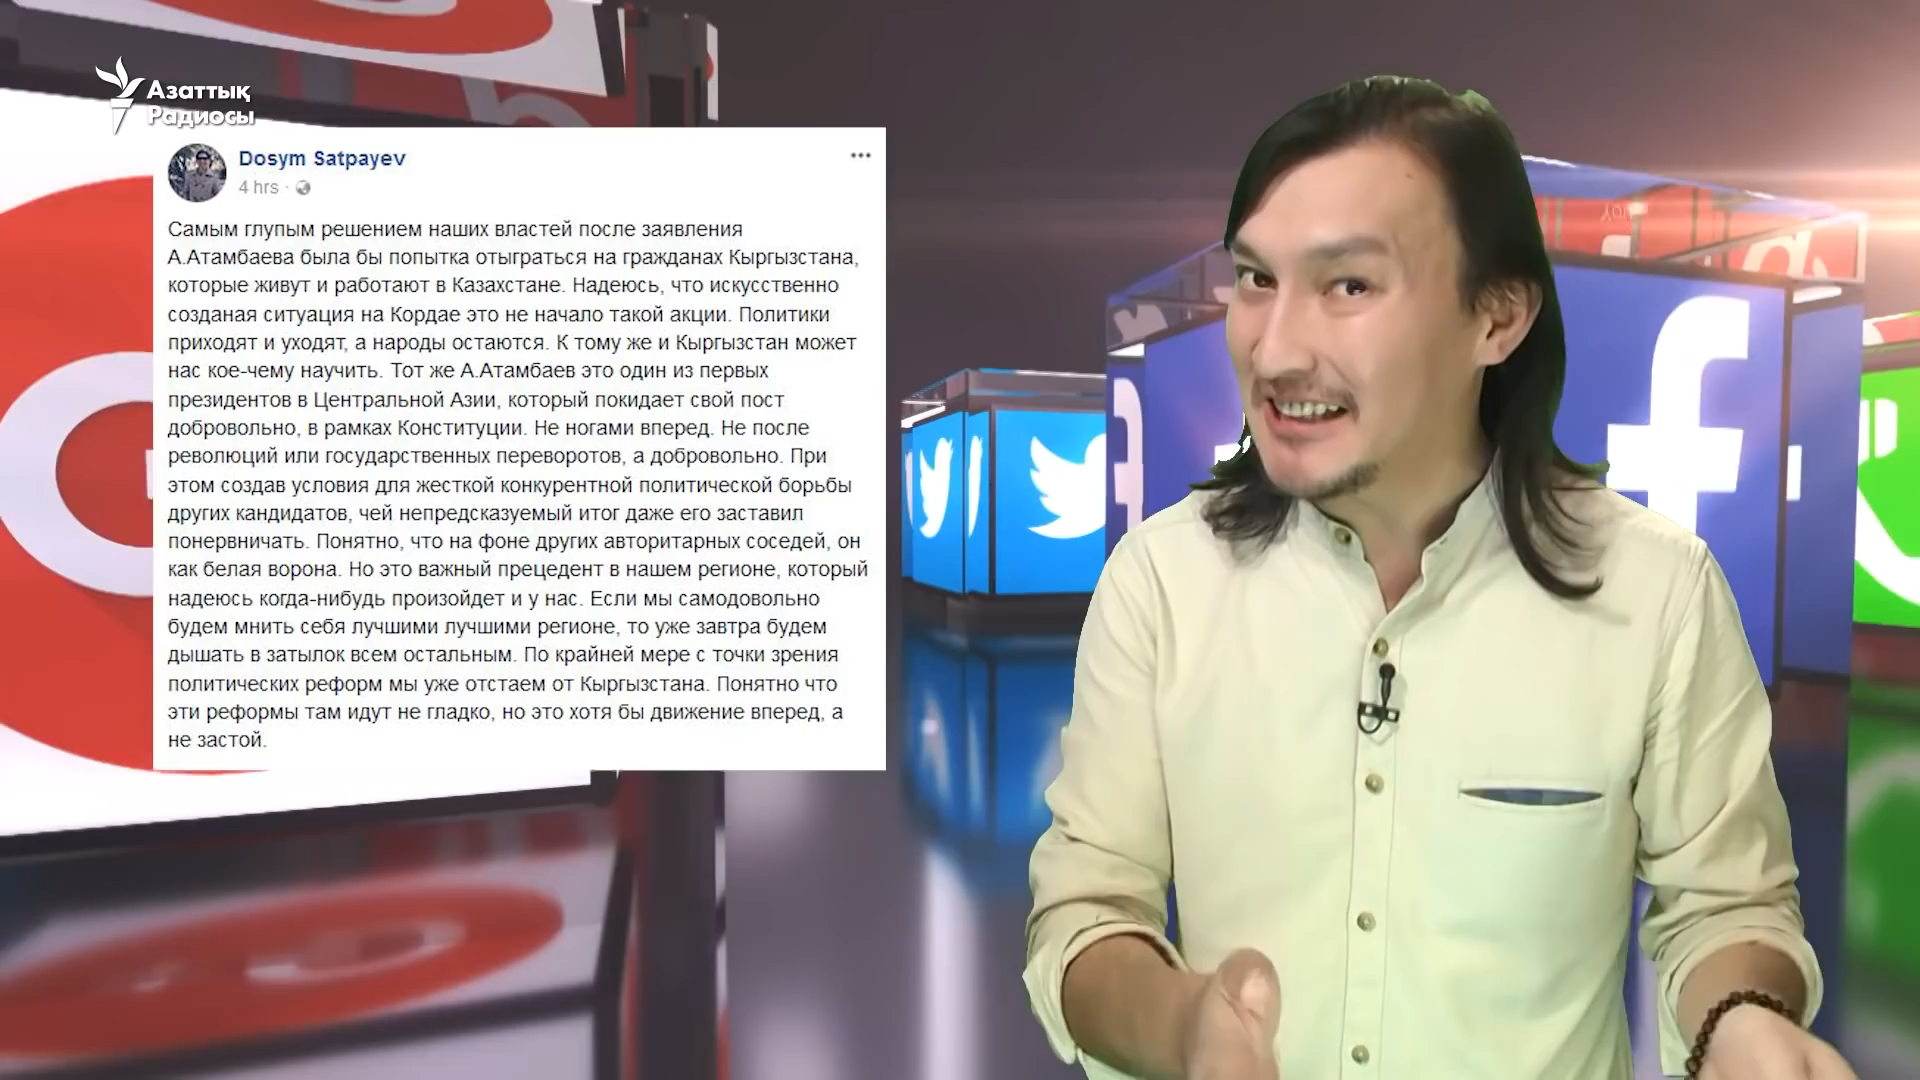 Азаттық
Радиосы
Dosym Satpayev
4 hrs ·
Самым глупым решением наших властей после заявления
А.Атамбаева была бы попытка отыграться на гражданах Кыргызстана,
которые живут и работают в Казахстане. Надеюсь, что искусственно
созданая ситуация на Кордае это не начало такой акции. Политики
приходят и уходят, а народы остаются. К тому же и Кыргызстан может
нас кое-чему научить. Тот же А.Атамбаев это один из первых
президентов в Центральной Азии, который покидает свой пост
добровольно, в рамках Конституции. Не ногами вперед. Не после
революций или государственных переворотов, а добровольно. При
этом создав условия для жесткой конкурентной политической борьбы
других кандидатов, чей непредсказуемый итог даже его заставил
понервничать. Понятно, что на фоне других авторитарных соседей, он
как белая ворона. Но это важный прецедент в нашем регионе, который
надеюсь когда-нибудь произойдет и у нас. Если мы самодовольно
будем мнить себя лучшими лучшими регионе, то уже завтра будем
дышать в затылок всем остальным. По крайней мере с точки зрения
политических реформ мы уже отстаем от Кыргызстана. Понятно что
эти реформы там идут не гладко, но это хотя бы движение вперед, а
не застой.